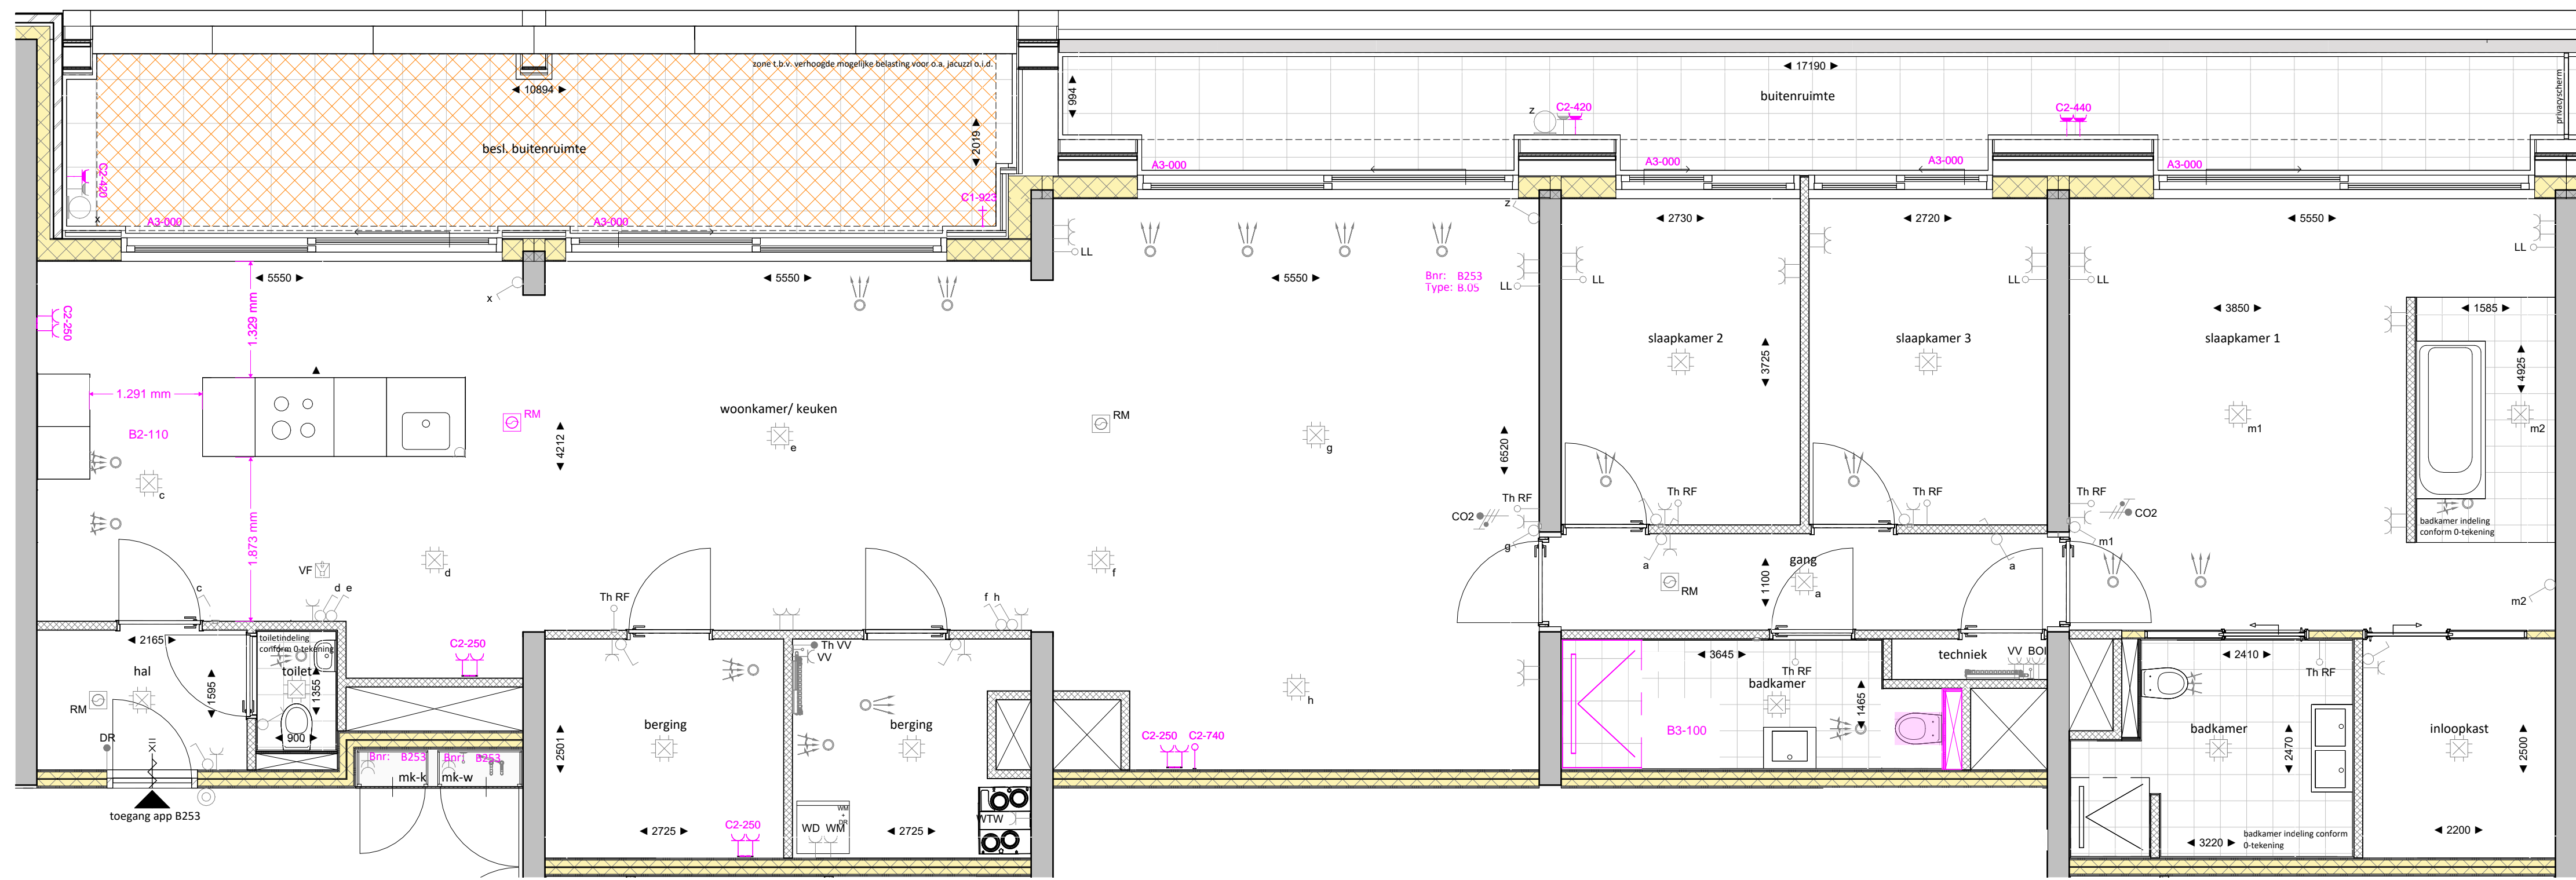 zone t.b.v. verhoogde mogelijke belasting voor o.a. jacuzzi o.i.d.
◄ 10894 ►
◄ 2019 ►
besl. buitenruimte
C2-420
x
A3-000
A3-000
C1-923
◄ 17190 ►
◄ 994 ►
buitenruimte
privacyscherm
z
C2-420
C2-440
A3-000
A3-000
A3-000
A3-000
◄ 5550 ►
◄ 5550 ►
◄ 5550 ►
◄ 2730 ►
◄ 2720 ►
◄ 5550 ►
x
z
LL
LL
LL
LL
LL
LL
Bnr: B253
Type: B.05
C2-250
1.329 mm
1.291 mm
B2-110
1.873 mm
c
RM
◄ 4212 ►
woonkamer/ keuken
e
RM
g
◄ 6520 ►
slaapkamer 2
◄ 3725 ►
slaapkamer 3
slaapkamer 1
◄ 3850 ►
◄ 1585 ►
◄ 4925 ►
m1
m2
badkamer indeling
conform 0-tekening
Th RF
CO2
g
Th RF
Th RF
Th RF
CO2
m1
m2
d
VF
c
d e
Th RF
f h
f
a
a
gang
a
RM
◄ 1100 ►
◄ 2165 ►
hal
◄ 1595 ►
RM
DR
XII
toegang app B253
toiletindeling
conform 0-tekening
toilet
◄ 1355 ►
◄ 900 ►
C2-250
Bnr: B253
mk-k
Bnr: B253
mk-w
berging
◄ 2501 ►
◄ 2725 ►
C2-250
Th VV
VV
berging
WD WM
WM
+
DR
◄ 2725 ►
WTW
h
C2-250
C2-740
◄ 3645 ►
Th RF
badkamer
◄ 1465 ►
B3-100
techniek
VV BOI
◄ 2410 ►
Th RF
badkamer
◄ 2470 ►
◄ 3220 ►
badkamer indeling conform
0-tekening
inloopkast
◄ 2500 ►
◄ 2200 ►